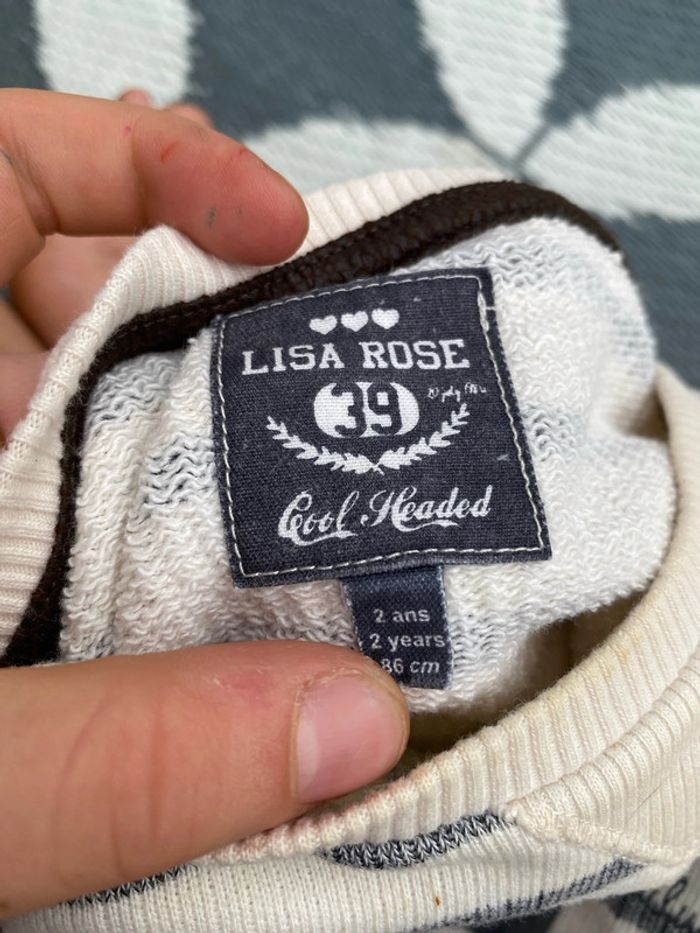 LISA ROSE
39
Cool Headed
2 ans
2 years
86 cm